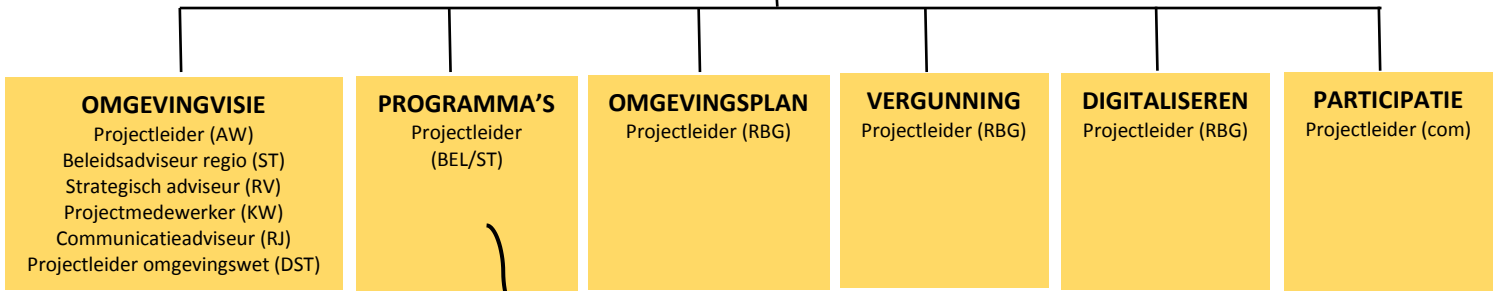 OMGEVINGVISIE
Projectleider (AW)
Beleidsadviseur regio (ST)
Strategisch adviseur (RV)
Projectmedewerker (KW)
Communicatieadviseur (RJ)
Projectleider omgevingswet (DST)
PROGRAMMA’S
Projectleider
(BEL/ST)
OMGEVINGSPLAN
Projectleider (RBG)
VERGUNNING
Projectleider (RBG)
DIGITALISEREN
Projectleider (RBG)
PARTICIPATIE
Projectleider (com)